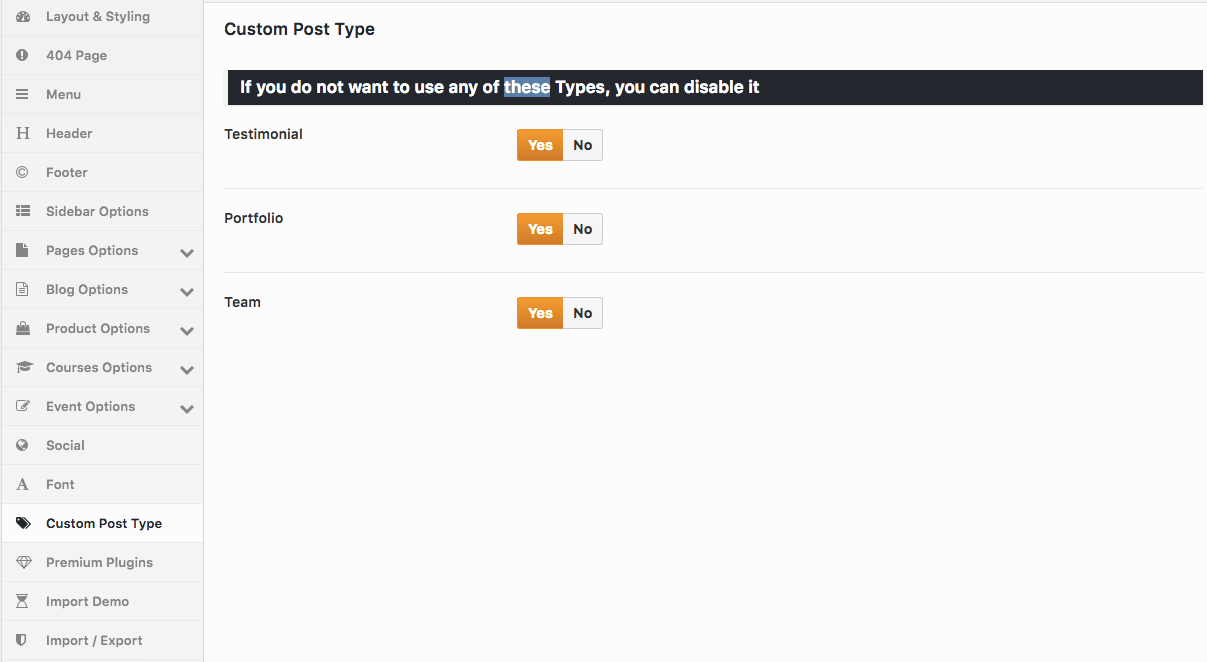 Layout & Styling
404 Page
Menu
Header
Footer
Sidebar Options
Pages Options
Blog Options
Product Options
Courses Options
Event Options
Social
Font
Custom Post Type
Premium Plugins
Import Demo
Import / Export
Custom Post Type
If you do not want to use any of these Types, you can disable it
Testimonial Yes No
Portfolio Yes No
Team Yes No